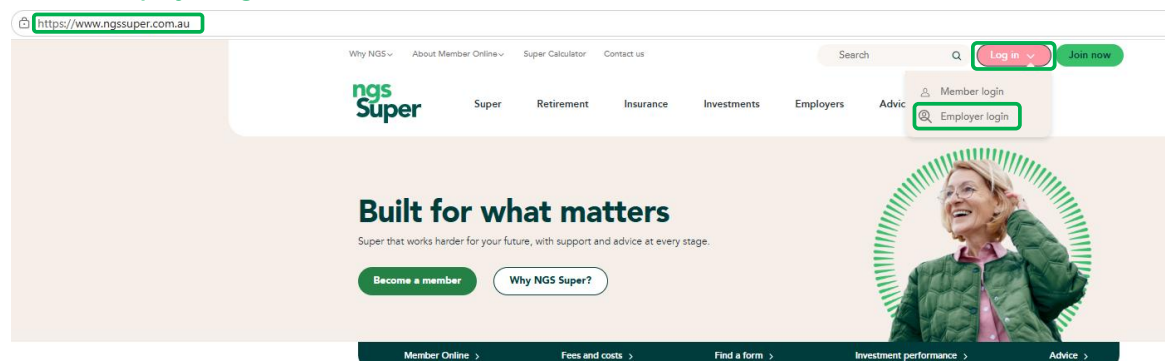 https://www.ngssuper.com.au
Why NGS About Member Online Super Calculator Contact us Search Log in Join now
ngs
Super
Super Retirement Insurance Investments Employers Advic
Member login
Employer login
Built for what matters
Super that works harder for your future, with support and advice at every stage.
Become a member Why NGS Super?
Member Online > Fees and costs > Find a form > Investment performance > Advice >